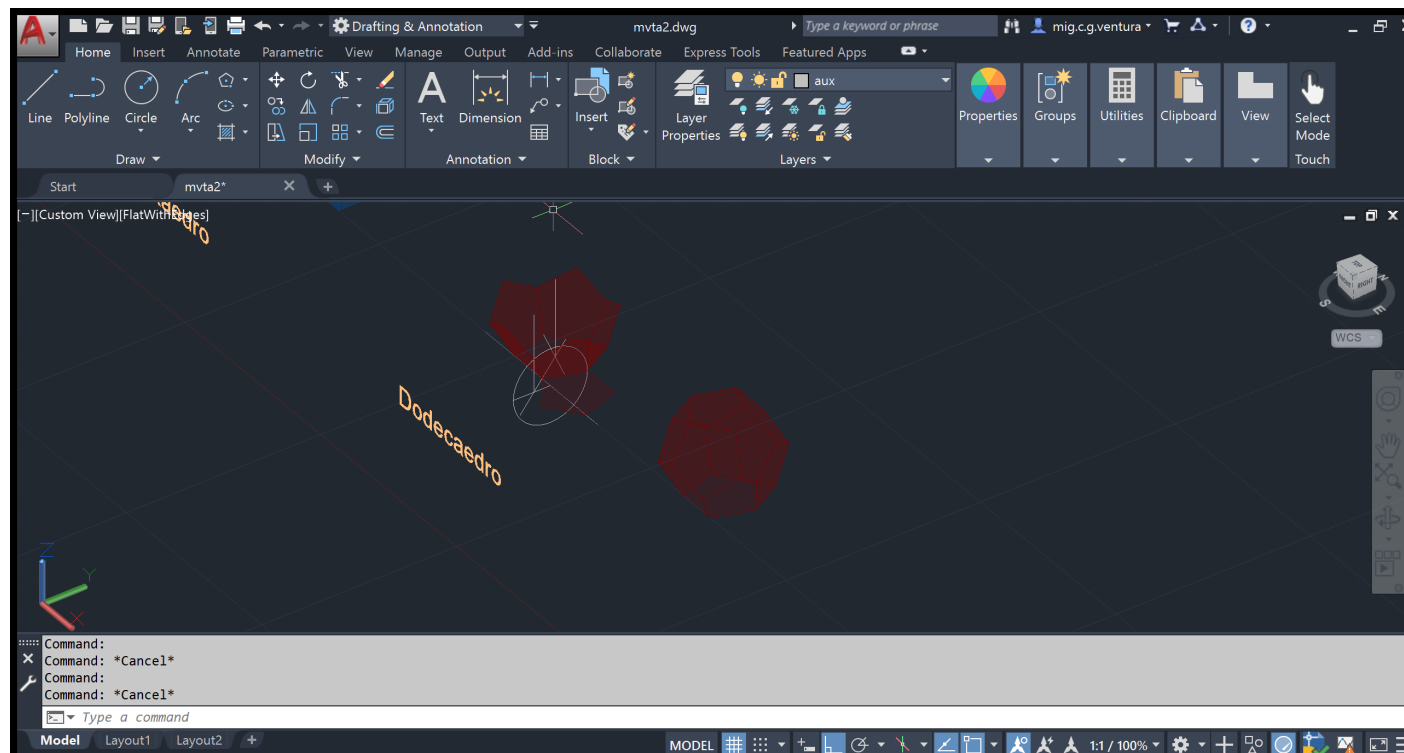 A Drafting & Annotation mvta2.dwg Type a keyword or phrase mig.c.g.ventura ?
Home Insert Annotate Parametric View Manage Output Add-ins Collaborate Express Tools Featured Apps
aux
Line Polyline Circle Arc
A Text Dimension
Insert
Layer
Properties
Properties Groups Utilities Clipboard View Select
Mode
Draw Modify Annotation Block Layers Touch
Start mvta2* +
[−][Custom View][FlatWithEdges]
aedro
TOP
RIGHT
S E
WCS
Dodecaedro
Z
Y
X
Command:
Command: *Cancel*
Command:
Command: *Cancel*
Type a command
Model Layout1 Layout2 + MODEL 1:1 / 100%